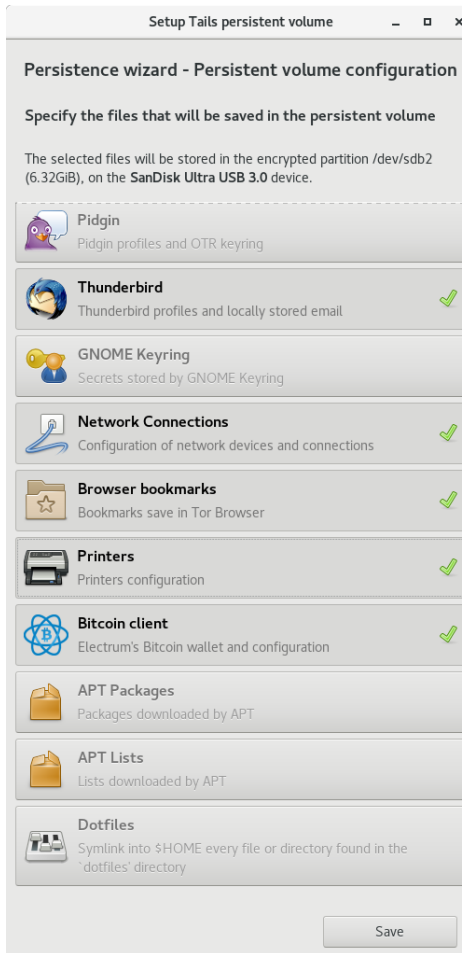 Setup Tails persistent volume
Persistence wizard - Persistent volume configuration
Specify the files that will be saved in the persistent volume
The selected files will be stored in the encrypted partition /dev/sdb2
(6.32GiB), on the SanDisk Ultra USB 3.0 device.
Pidgin
Pidgin profiles and OTR keyring
Thunderbird
Thunderbird profiles and locally stored email
GNOME Keyring
Secrets stored by GNOME Keyring
Network Connections
Configuration of network devices and connections
Browser bookmarks
Bookmarks save in Tor Browser
Printers
Printers configuration
Bitcoin client
Electrum's Bitcoin wallet and configuration
APT Packages
Packages downloaded by APT
APT Lists
Lists downloaded by APT
Dotfiles
Symlink into $HOME every file or directory found in the
`dotfiles' directory
Save